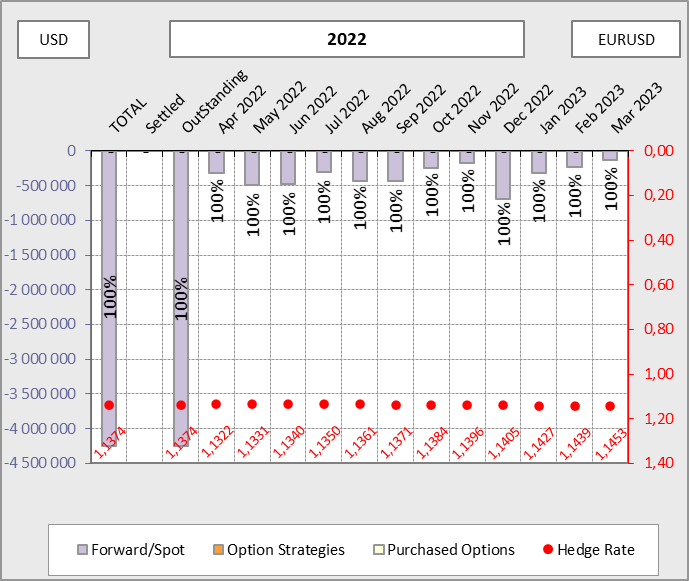 USD 2022 EURUSD
TOTAL Settled OutStanding Apr 2022 May 2022 Jun 2022 Jul 2022 Aug 2022 Sep 2022 Oct 2022 Nov 2022 Dec 2022 Jan 2023 Feb 2023 Mar 2023
0 0,00
-500 000 0,20
-1 000 000 0,40
-1 500 000 0,60
-2 000 000 0,80
-2 500 000 1,00
-3 000 000 1,20
-3 500 000 1,40
-4 000 000
-4 500 000
100% 100% 100% 100% 100% 100% 100% 100% 100% 100% 100% 100% 100% 100%
1,1374 1,1374 1,1322 1,1331 1,1340 1,1350 1,1361 1,1371 1,1384 1,1396 1,1405 1,1427 1,1439 1,1453
Forward/Spot Option Strategies Purchased Options Hedge Rate